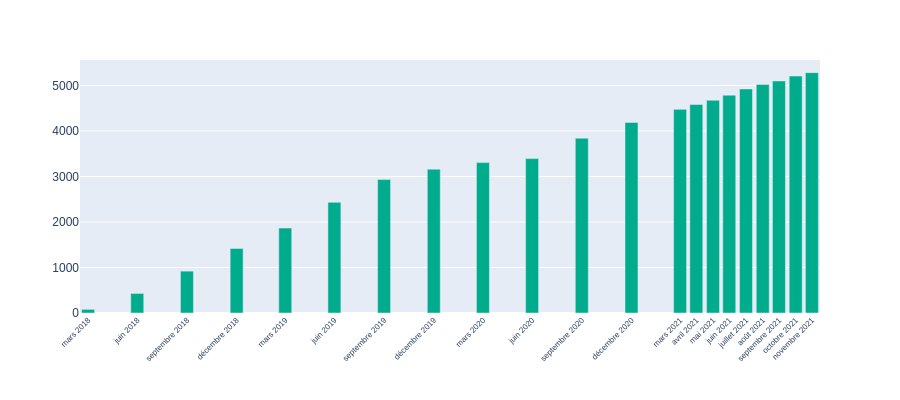 5000
4000
3000
2000
1000
0
mars 2018
juin 2018
septembre 2018
décembre 2018
mars 2019
juin 2019
septembre 2019
décembre 2019
mars 2020
juin 2020
septembre 2020
décembre 2020
mars 2021
avril 2021
mai 2021
juin 2021
juillet 2021
août 2021
septembre 2021
octobre 2021
novembre 2021